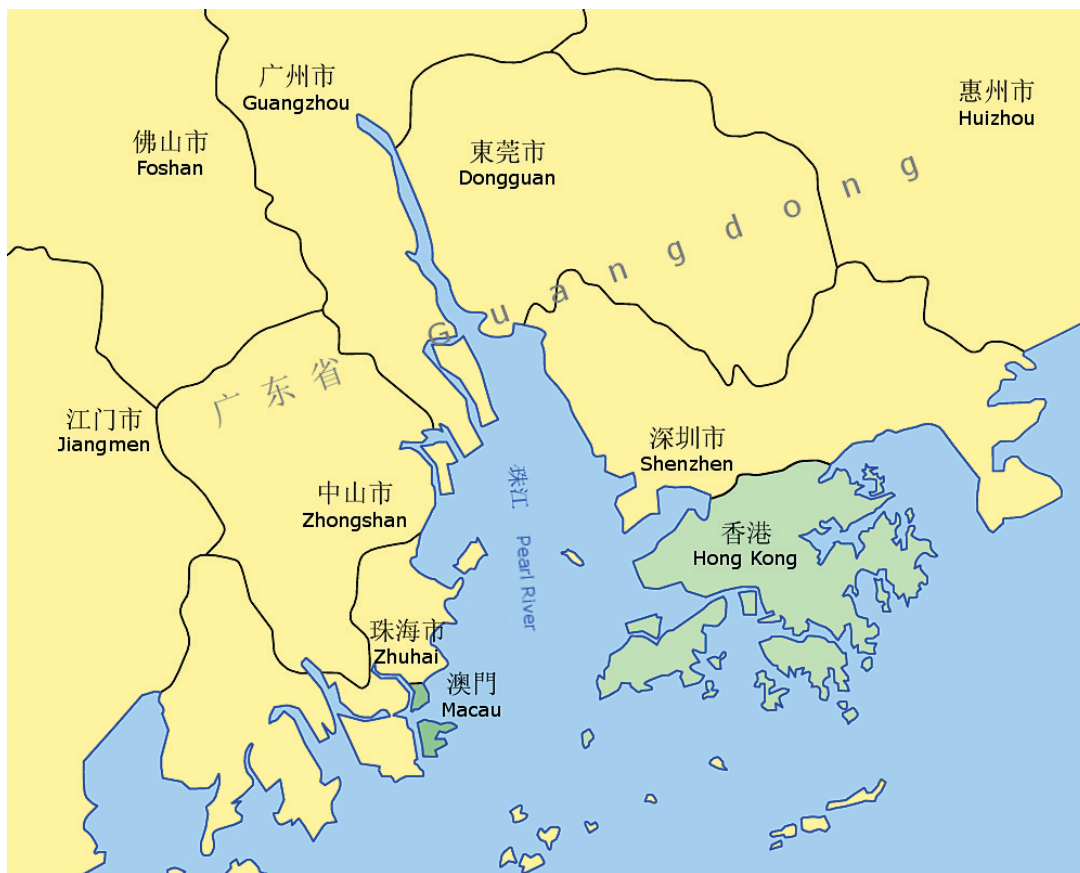 广州市
Guangzhou
惠州市
Huizhou
佛山市
Foshan
東莞市
Dongguan
Guangdong
广东省
江门市
Jiangmen
深圳市
Shenzhen
中山市
Zhongshan
珠江 Pearl River
香港
Hong Kong
珠海市
Zhuhai
澳門
Macau